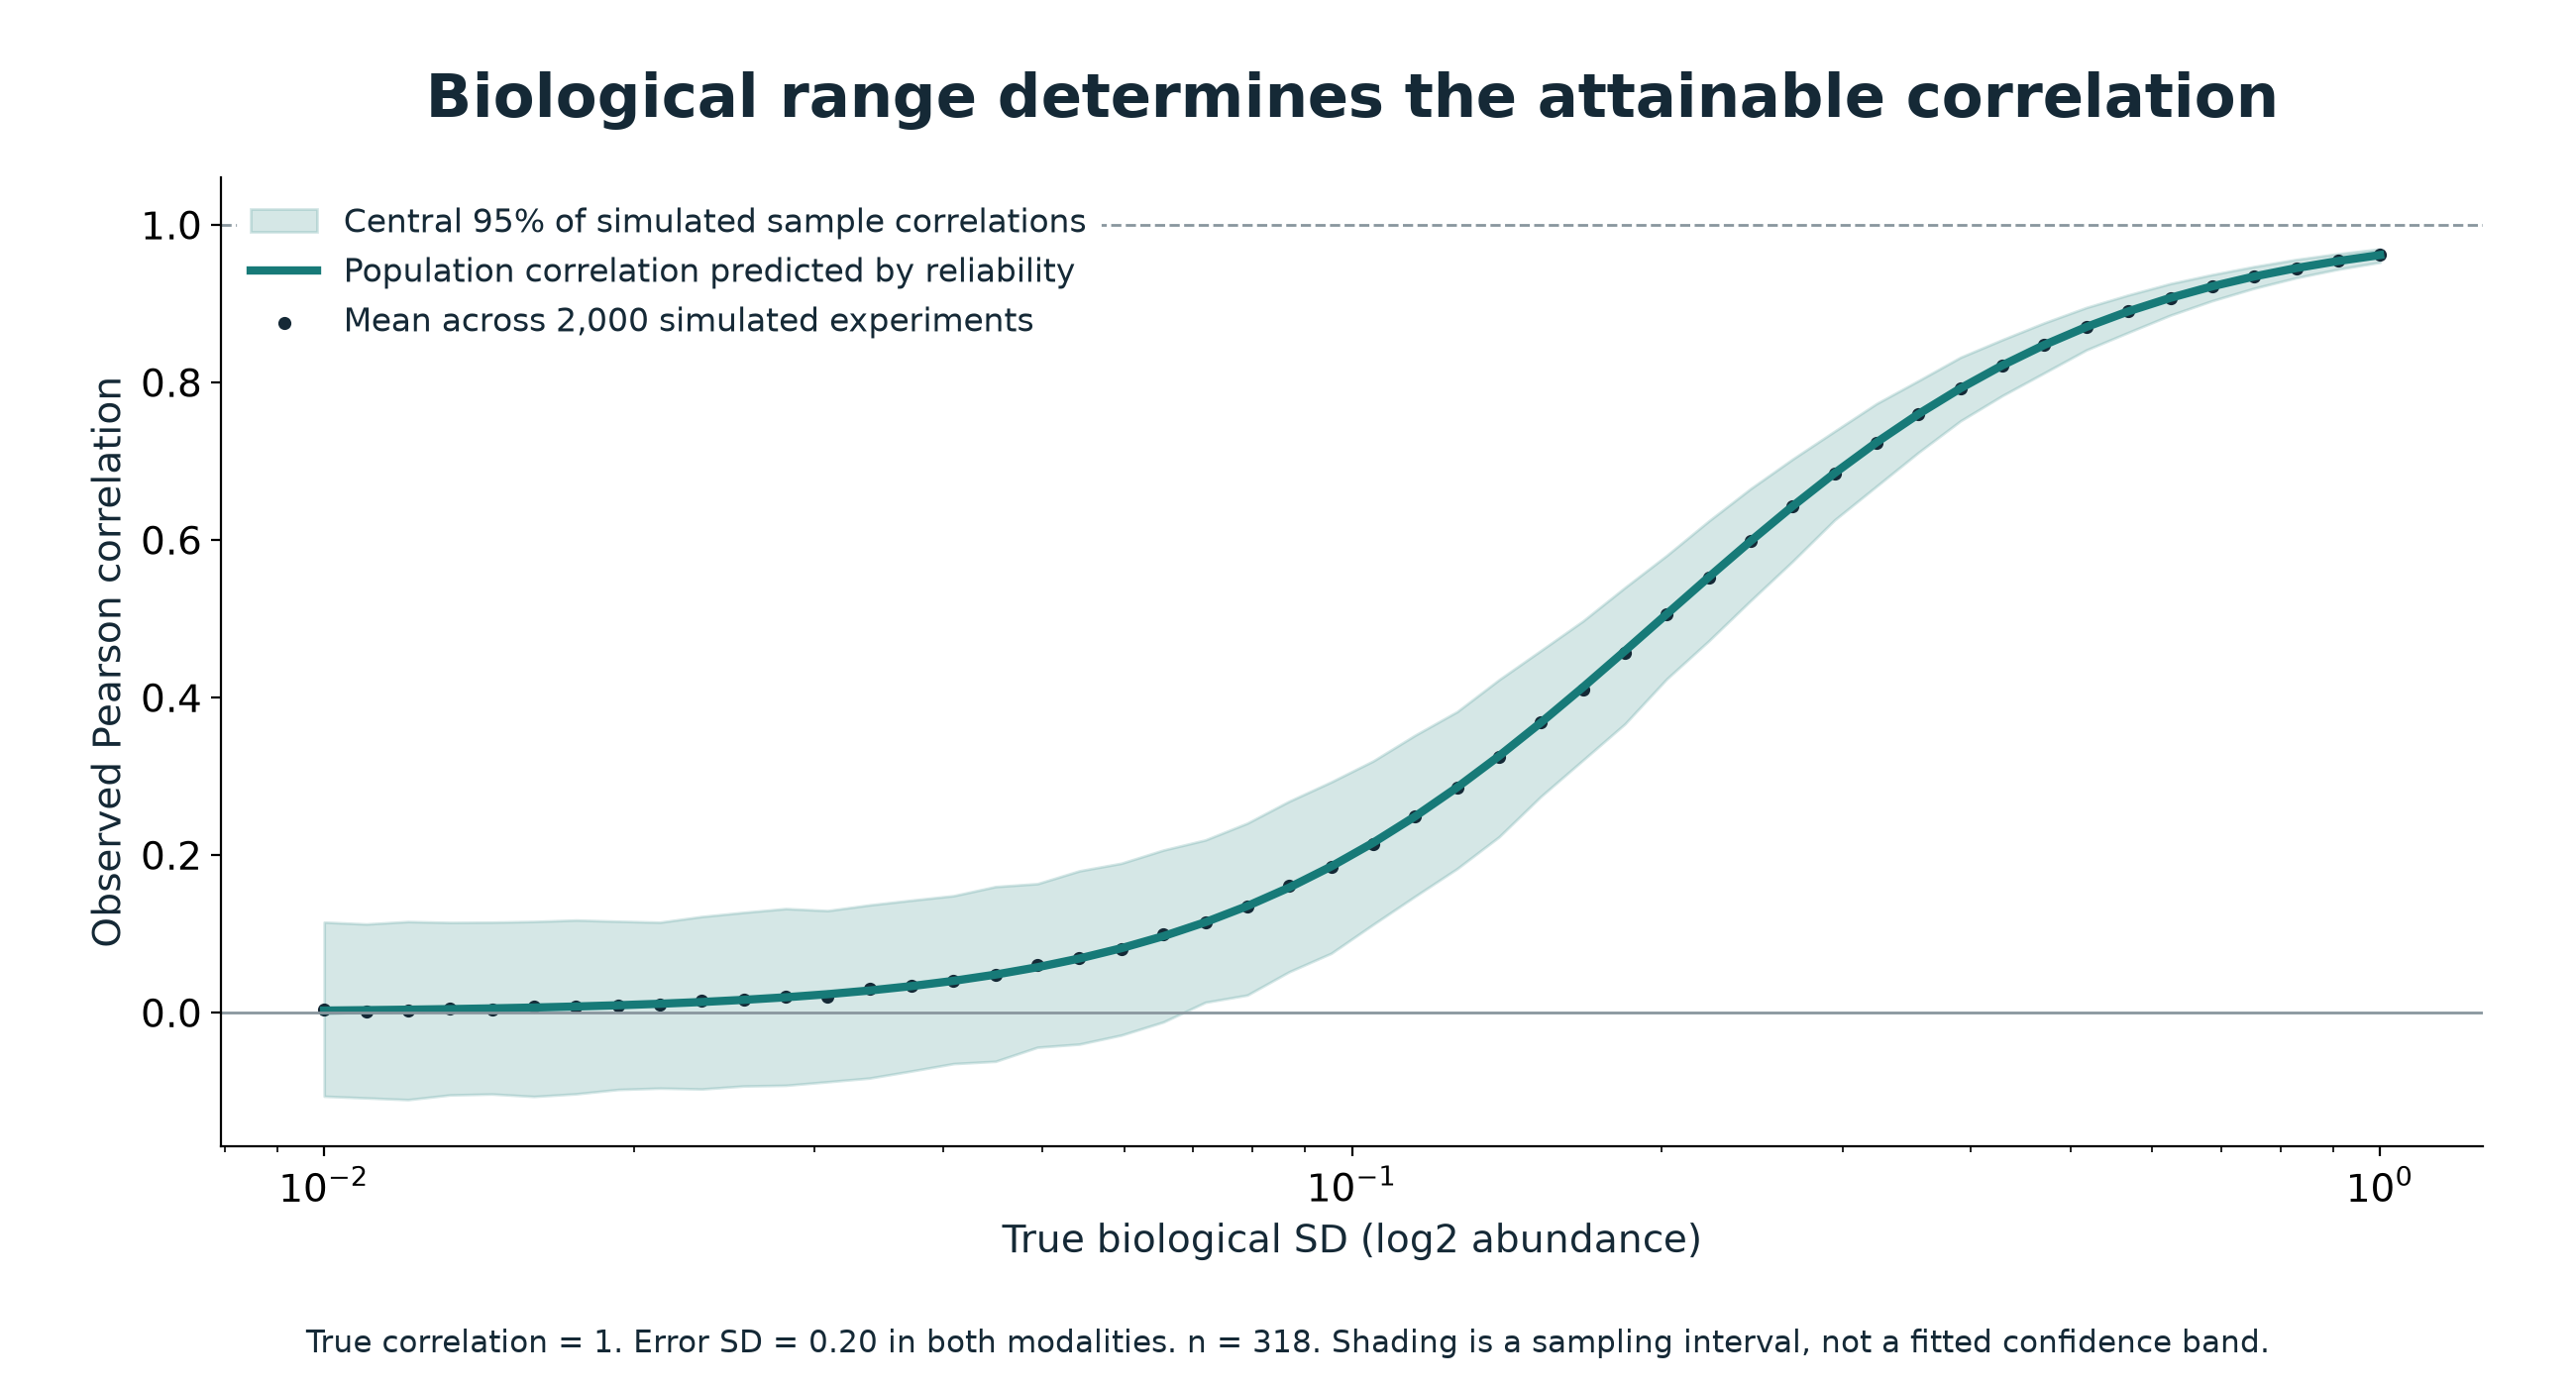 Biological range determines the attainable correlation
Central 95% of simulated sample correlations
Population correlation predicted by reliability
Mean across 2,000 simulated experiments
Observed Pearson correlation
1.0
0.8
0.6
0.4
0.2
0.0
10⁻²
10⁻¹
10⁰
True biological SD (log2 abundance)
True correlation = 1. Error SD = 0.20 in both modalities. n = 318. Shading is a sampling interval, not a fitted confidence band.